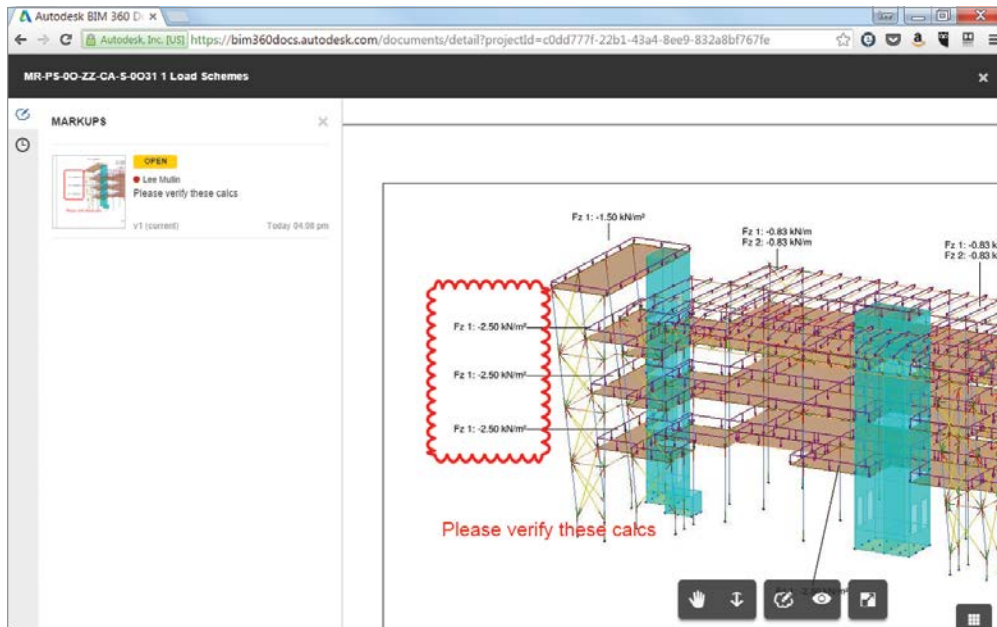 Autodesk BIM 360 D
Autodesk, Inc. [US] https://bim360docs.autodesk.com/documents/detail?projectId=c0dd777f-22b1-43a4-8ee9-832a8bf767fe
MR-PS-00-ZZ-CA-S-0031 1 Load Schemes
MARKUPS
OPEN
Lee Mullin
Please verify these calcs
v1 (current) Today 04:98 pm
Fz 1: -1.50 kN/m²
Fz 1: -0.83 kN/m
Fz 2: -0.83 kN/m
Fz 1: -0.83 k
Fz 2: -0.83
Fz 1: -2.50 kN/m²
Fz 1: -2.50 kN/m²
Fz 1: -2.50 kN/m²
Please verify these calcs